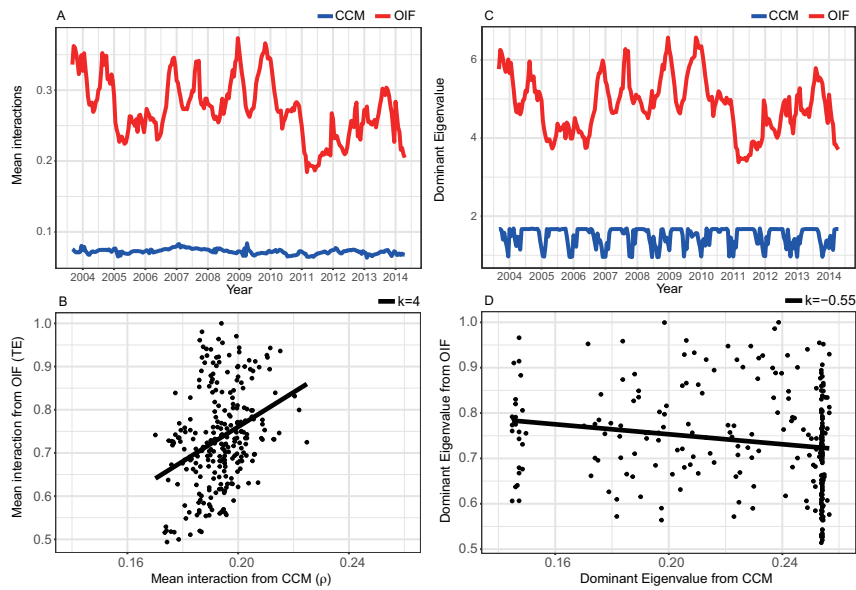 A
CCM OIF
Mean interactions
0.3
0.2
0.1
2004 2005 2006 2007 2008 2009 2010 2011 2012 2013 2014
Year
C
CCM OIF
Dominant Eigenvalue
6
4
2
2004 2005 2006 2007 2008 2009 2010 2011 2012 2013 2014
Year
B
k=4
Mean interaction from OIF (TE)
1.0
0.9
0.8
0.7
0.6
0.5
0.16 0.20 0.24
Mean interaction from CCM (ρ)
D
k=−0.55
Dominant Eigenvalue from OIF
1.0
0.9
0.8
0.7
0.6
0.5
0.16 0.20 0.24
Dominant Eigenvalue from CCM